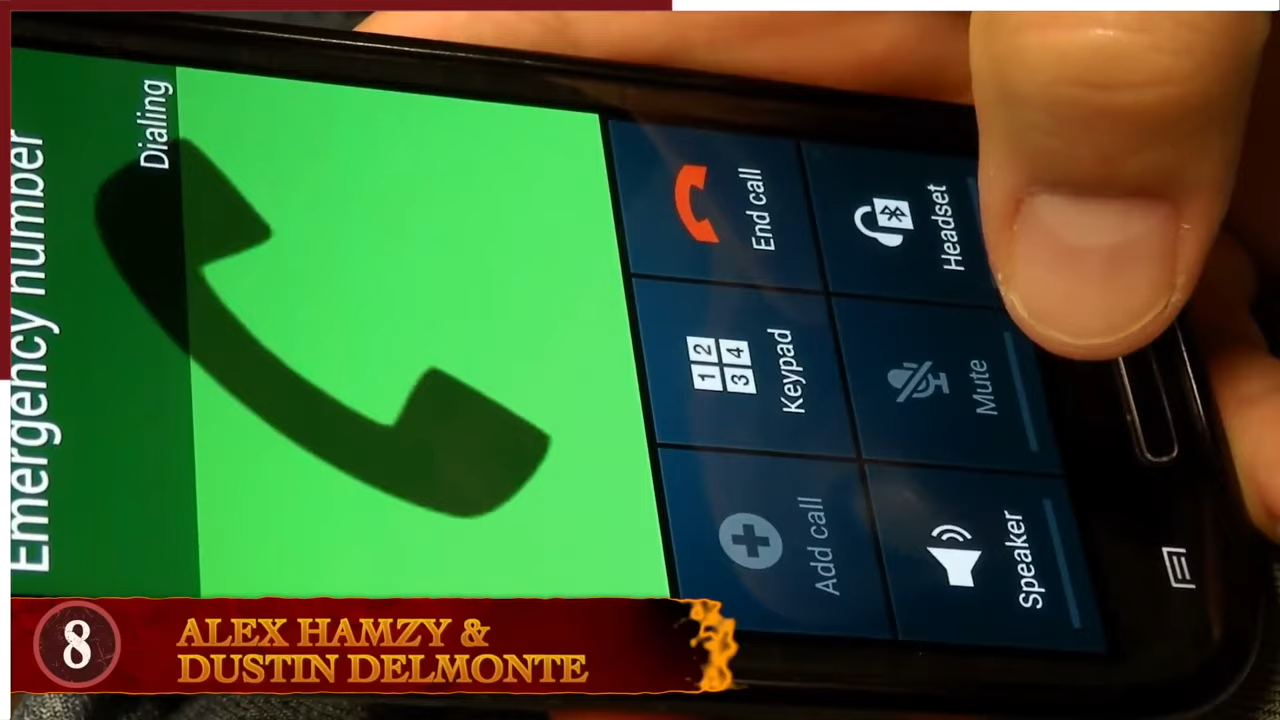 Emergency number
Dialing
End call
Keypad
1 2
3 4
Add call
Headset
Mute
Speaker
8
ALEX HAMZY &
DUSTIN DELMONTE